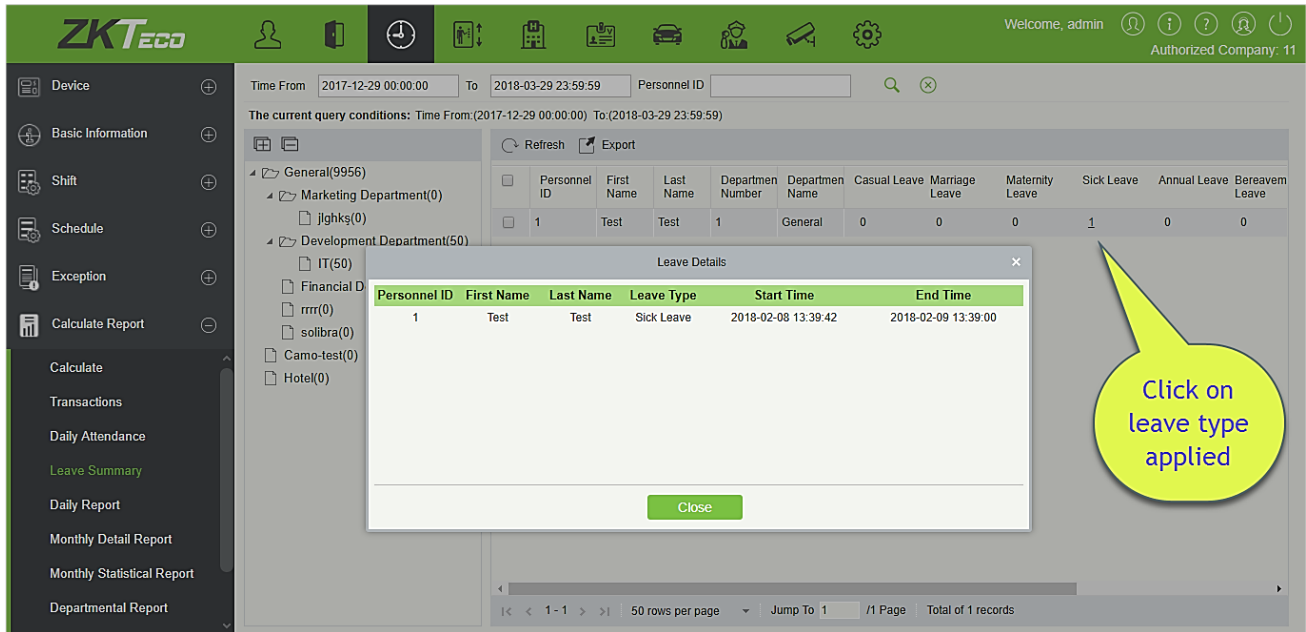 ZKTeco
Welcome, admin
Authorized Company: 11
Device
Basic Information
Shift
Schedule
Exception
Calculate Report
Calculate
Transactions
Daily Attendance
Leave Summary
Daily Report
Monthly Detail Report
Monthly Statistical Report
Departmental Report
Time From 2017-12-29 00:00:00 To 2018-03-29 23:59:59 Personnel ID
The current query conditions: Time From:(2017-12-29 00:00:00) To:(2018-03-29 23:59:59)
General(9956)
Marketing Department(0)
jlghkş(0)
Development Department(50)
IT(50)
Financial D
rrrr(0)
solibra(0)
Camo-test(0)
Hotel(0)
Refresh Export
Personnel ID First Name Last Name Departmen Number Departmen Name Casual Leave Marriage Leave Maternity Leave Sick Leave Annual Leave Bereavem Leave
1 Test Test 1 General 0 0 0 1 0 0
Leave Details
Personnel ID First Name Last Name Leave Type Start Time End Time
1 Test Test Sick Leave 2018-02-08 13:39:42 2018-02-09 13:39:00
Close
Click on
leave type
applied
1-1 50 rows per page Jump To 1 /1 Page Total of 1 records